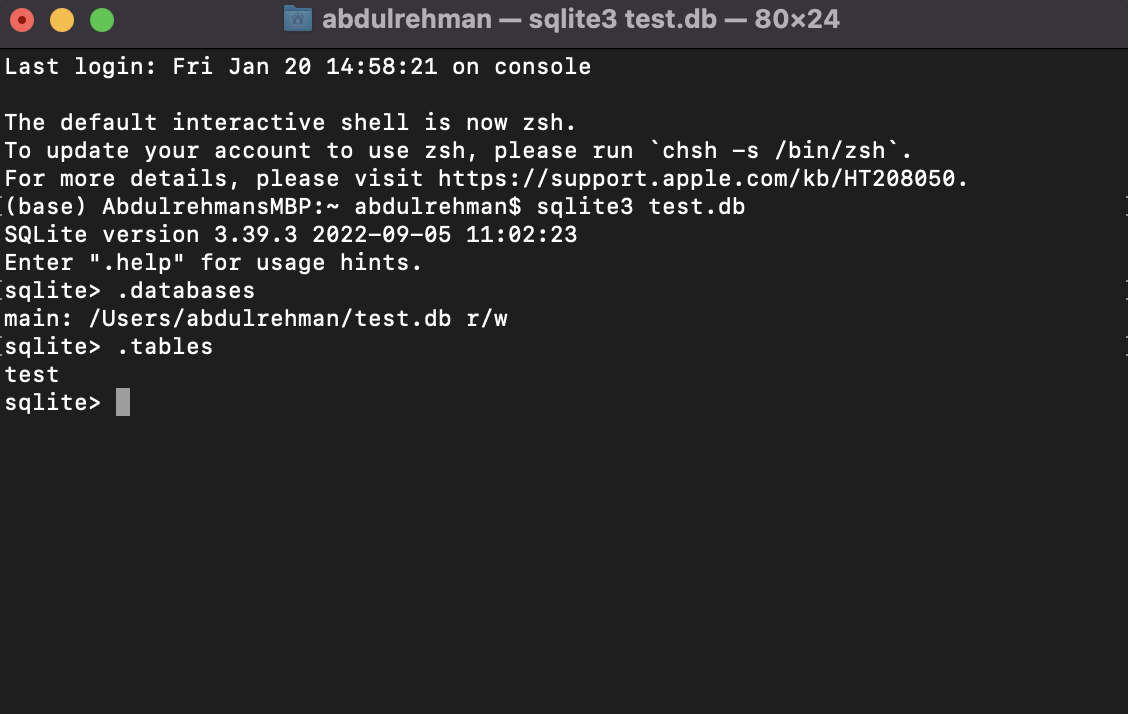 abdulrehman — sqlite3 test.db — 80×24
Last login: Fri Jan 20 14:58:21 on console
The default interactive shell is now zsh.
To update your account to use zsh, please run `chsh -s /bin/zsh`.
For more details, please visit https://support.apple.com/kb/HT208050.
(base) AbdulrehmansMBP:~ abdulrehman$ sqlite3 test.db
SQLite version 3.39.3 2022-09-05 11:02:23
Enter ".help" for usage hints.
sqlite> .databases
main: /Users/abdulrehman/test.db r/w
sqlite> .tables
test
sqlite>